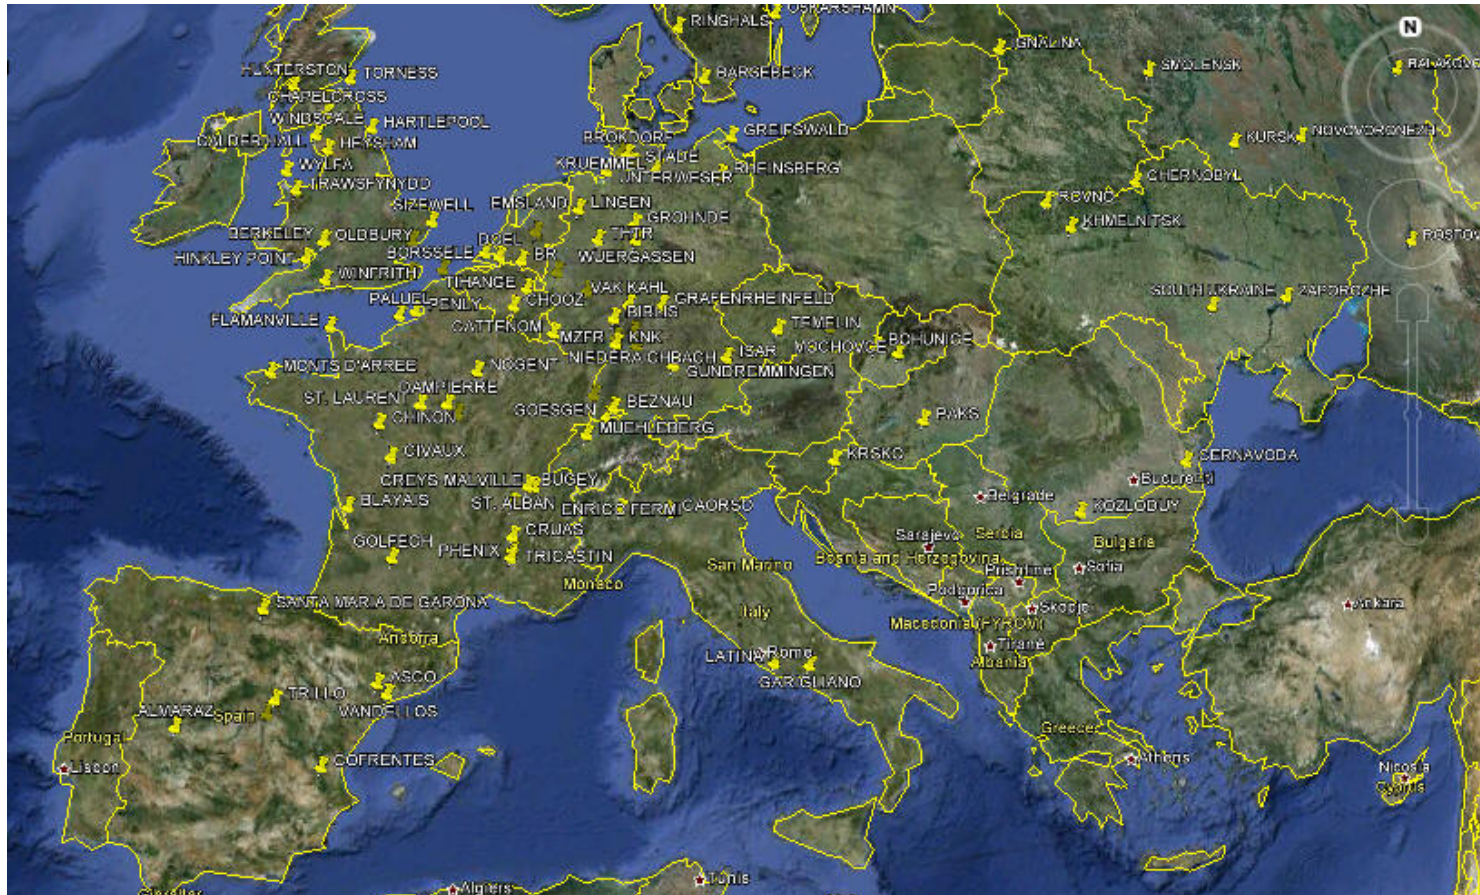 RINGHALS
OSKARSHAMN
N
IGNALINA
SMOLENSK
BALAKOVO
HUNTERSTON
TORNESS
BARSEBECK
CHAPELCROSS
WINDSCALE
HARTLEPOOL
CALDER HALL
HEYSHAM
BROKDORF
GREIFSWALD
KURSK
NOVOVORONEZH
STADE
KRUEMMEL
UNTERWESER
RHEINSBERG
WYLFA
TRAWSFYNYDD
CHERNOBYL
SIZEWELL
EMSLAND
LINGEN
ROVNO
GROHNDE
KHMELNITSK
BERKELEY
OLDBURY
DOEL
THTR
ROSTOV
HINKLEY POINT
BORSSELE
BR
WUERGASSEN
WINFRITH
TIHANGE
VAK KAHL
SOUTH UKRAINE
ZAPOROZHE
PALUEL
PENLY
CHOOZ
GRAFENRHEINFELD
FLAMANVILLE
CATTENOM
BIBLIS
TEMELIN
MZFR
KNK
MOCHOVCE
BOHUNICE
NIEDERAICHBACH
ISAR
MONTS D'ARREE
NOGENT
GUNDREMMINGEN
DAMPIERRE
ST. LAURENT
GOESGEN
BEZNAU
CHINON
PAKS
MUEHLEBERG
CIVAUX
KRSKO
CERNAVODA
CREYS MALVILLE
BUGEY
Bucuresti
BLAYAIS
ST. ALBAN
ENRICO FERMI
CAORSO
Belgrade
KOZLODUY
CRUAS
Sarajevo
Serbia
GOLFECH
PHENIX
TRICASTIN
Bosnia and Herzegovina
Bulgaria
San Marino
Monaco
Prishtine
Sofia
Podgorica
SANTA MARIA DE GARONA
Italy
Skopje
Ankara
Andorra
Macedonia (FYROM)
LATINA
Rome
Tirane
Albania
ASCO
GARIGLIANO
TRILLO
VANDELLOS
ALMARAZ
Spain
Portugal
Greece
Lisbon
COFRENTES
Athens
Nicosia
Cyprus
Gibraltar
Algiers
Tunis